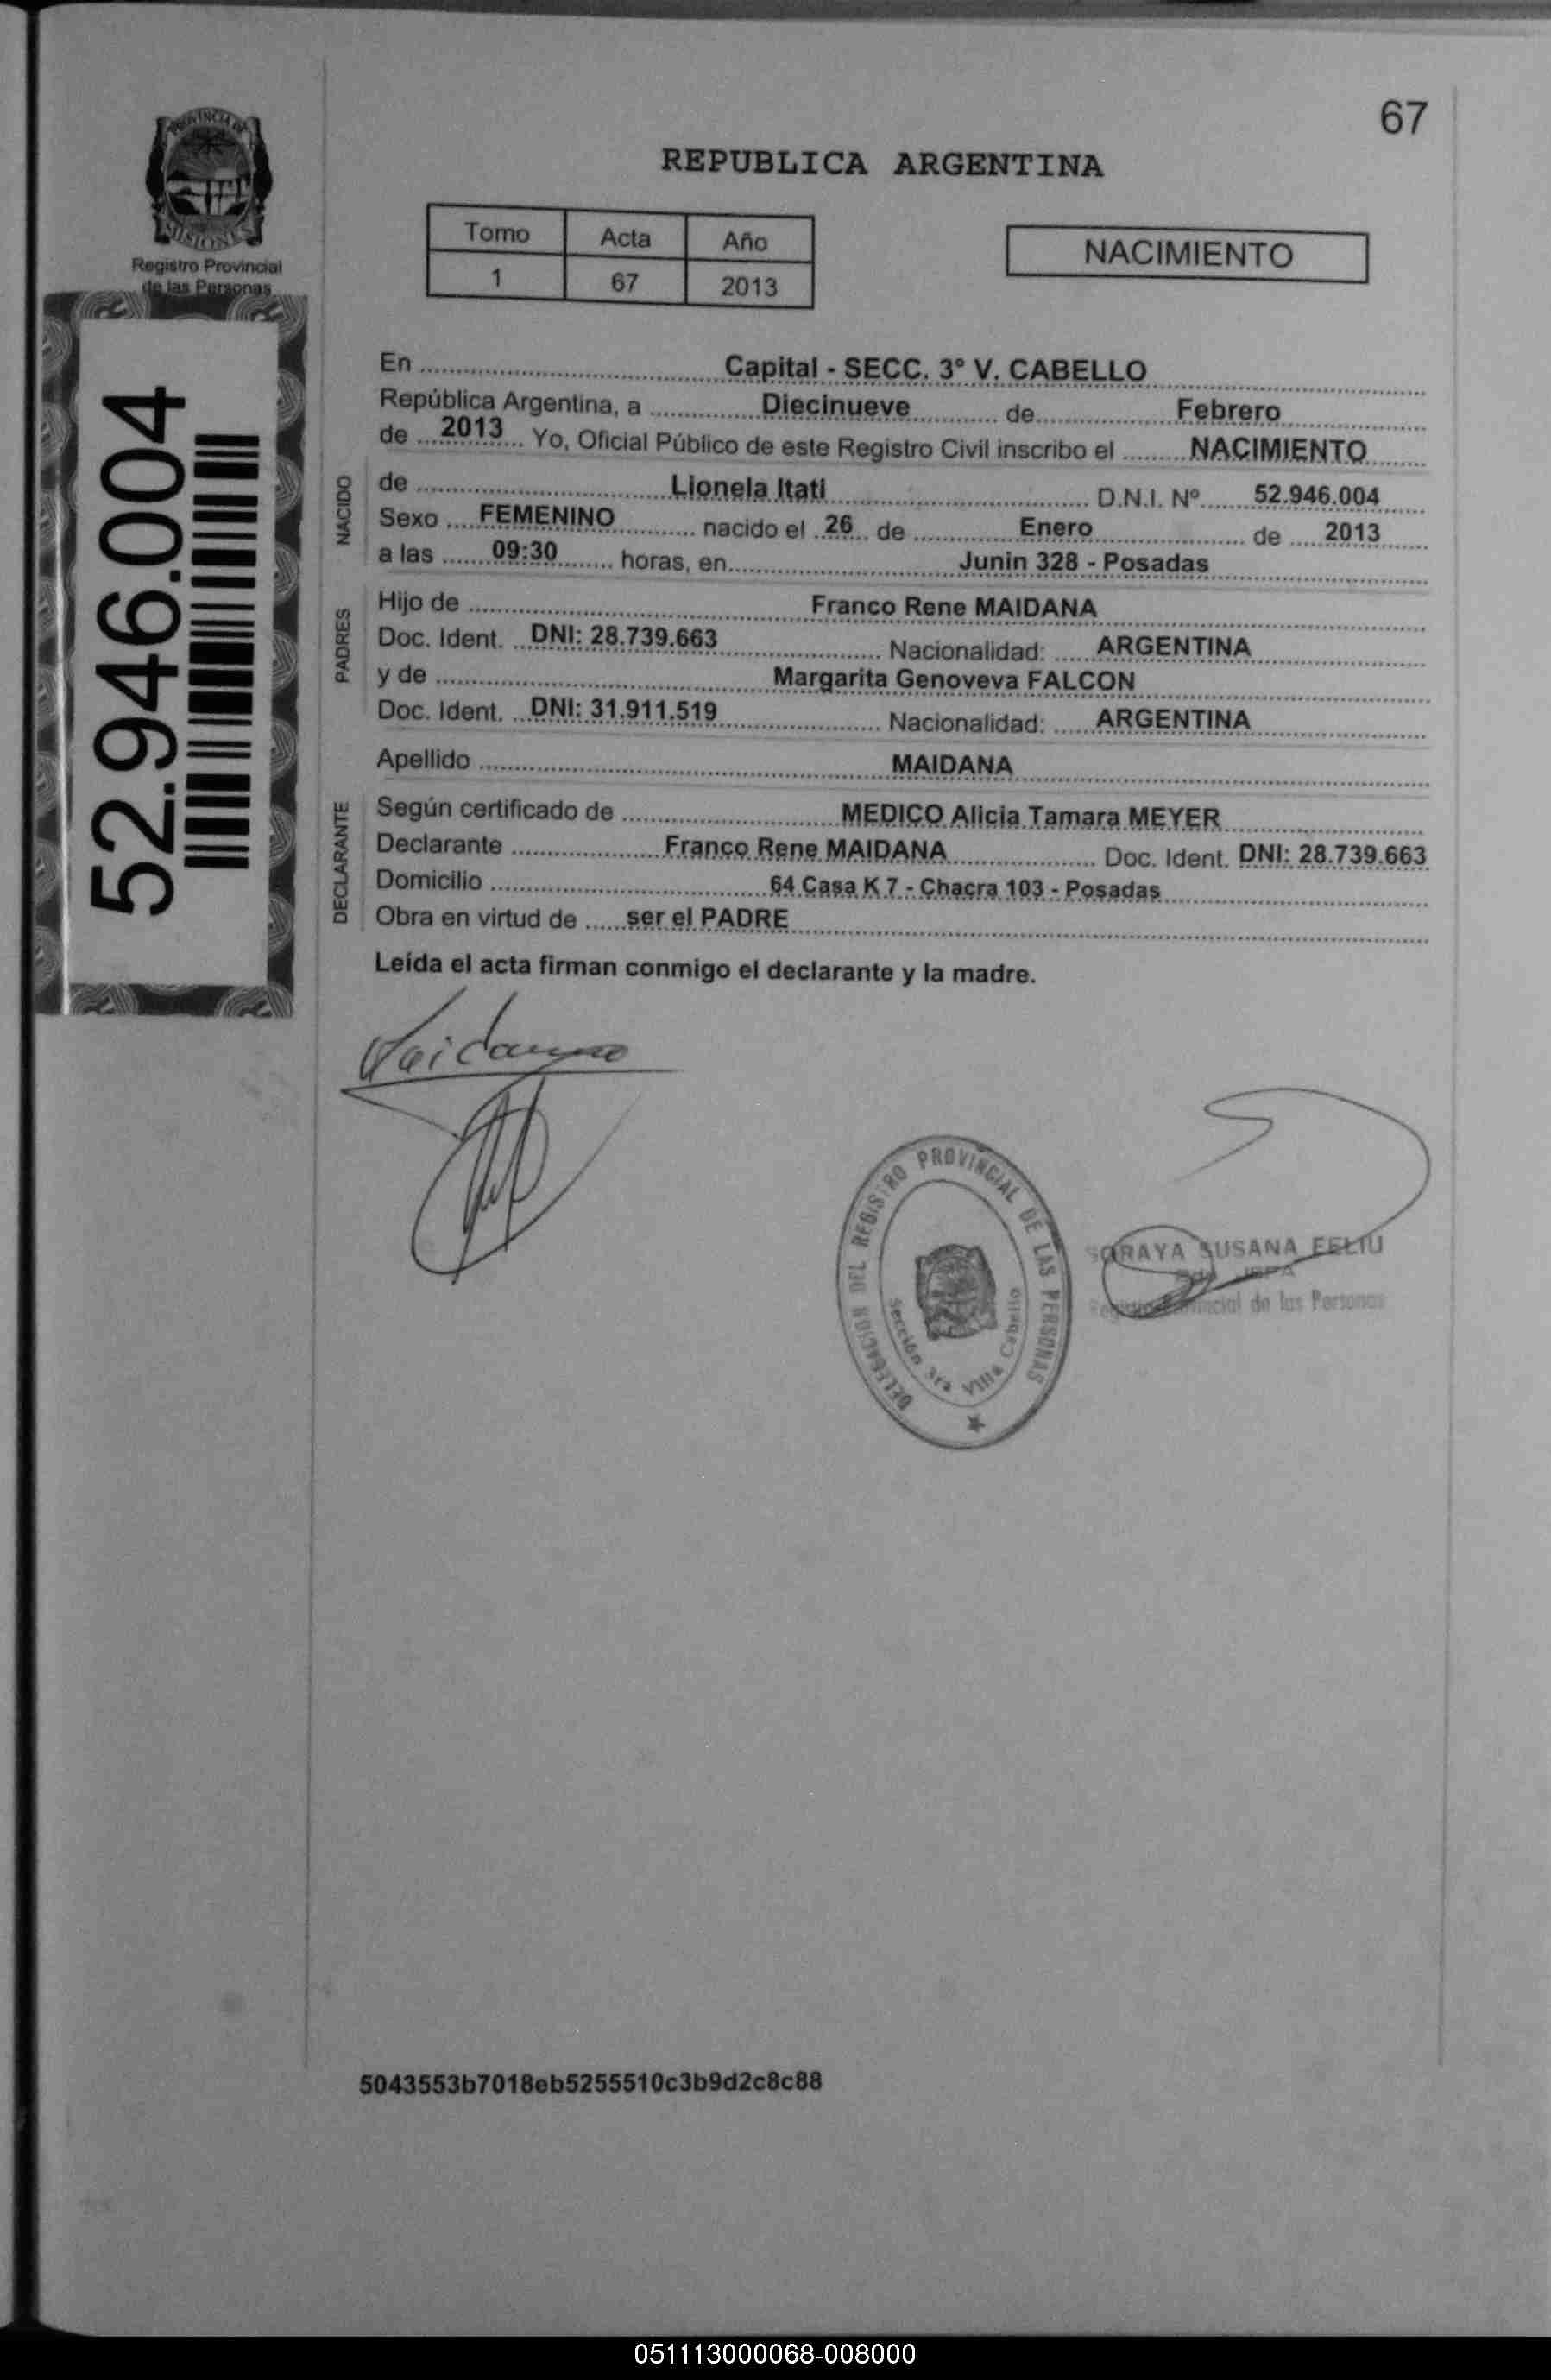 67
REPUBLICA ARGENTINA
PROVINCIA DE
MISIONES
Registro Provincial
de las Personas
Tomo Acta Año
1 67 2013
NACIMIENTO
52.946.004
En Capital - SECC. 3º V. CABELLO
República Argentina, a Diecinueve de Febrero
de 2013 Yo, Oficial Público de este Registro Civil inscribo el NACIMIENTO
NACIDO
de Lionela Itati D.N.I. Nº 52.946.004
Sexo FEMENINO nacido el 26 de Enero de 2013
a las 09:30 horas, en Junin 328 - Posadas
PADRES
Hijo de Franco Rene MAIDANA
Doc. Ident. DNI: 28.739.663 Nacionalidad: ARGENTINA
y de Margarita Genoveva FALCON
Doc. Ident. DNI: 31.911.519 Nacionalidad: ARGENTINA
Apellido MAIDANA
DECLARANTE
Según certificado de MEDICO Alicia Tamara MEYER
Declarante Franco Rene MAIDANA Doc. Ident. DNI: 28.739.663
Domicilio 64 Casa K 7 - Chacra 103 - Posadas
Obra en virtud de ser el PADRE
Leída el acta firman conmigo el declarante y la madre.
DELEGACION DEL REGISTRO PROVINCIAL DE LAS PERSONAS
Sección 3ra Villa Cabello
SORAYA SUSANA FELIU
Registro Provincial de las Personas
5043553b7018eb5255510c3b9d2c8c88
051113000068-008000